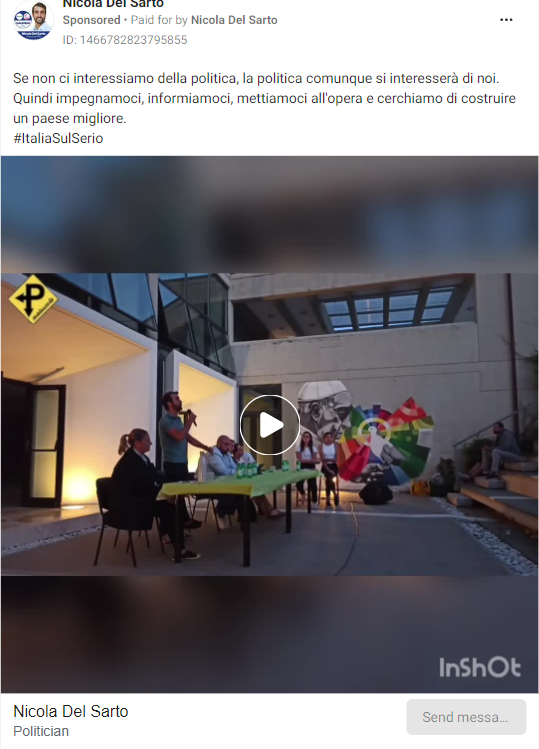 Nicola Del Sarto
Sponsored • Paid for by Nicola Del Sarto
ID: 1466782823795855
Se non ci interessiamo della politica, la politica comunque si interesserà di noi.
Quindi impegnamoci, informiamoci, mettiamoci all'opera e cerchiamo di costruire
un paese migliore.
#ItaliaSulSerio
P
InShOt
Nicola Del Sarto
Politician
Send messa...